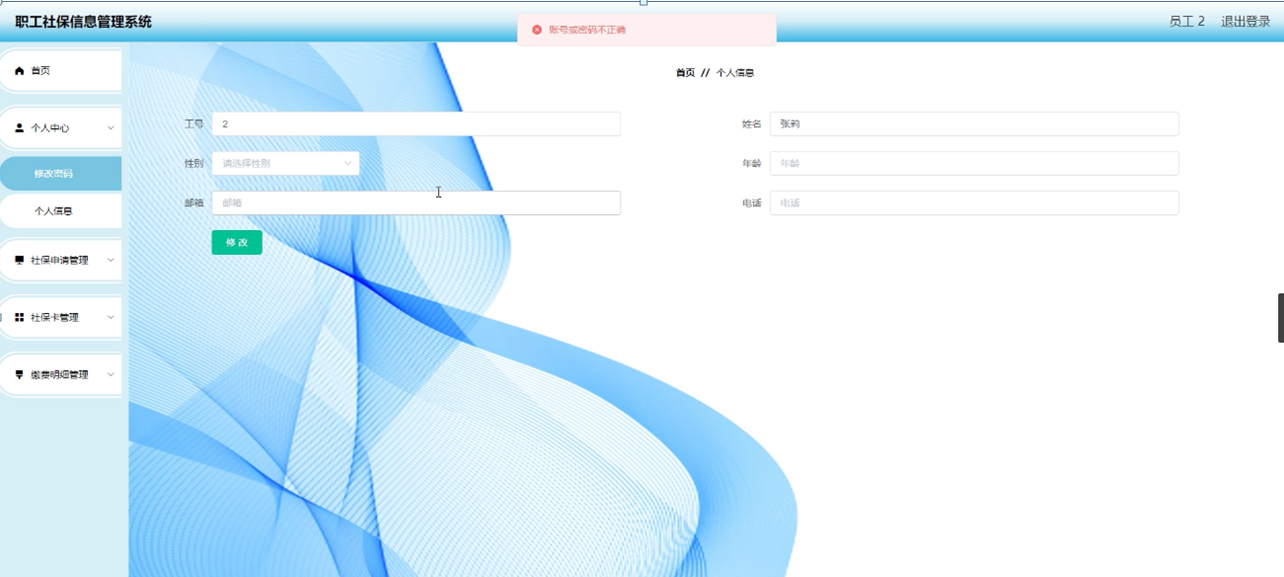 职工社保信息管理系统
账号或密码不正确
员工 2 退出登录
首页
首页 // 个人信息
个人中心
工号 2
姓名 张莉
修改密码
性别 请选择性别
年龄 年龄
个人信息
邮箱 邮箱
电话 电话
修改
社保申请管理
社保卡管理
缴费明细管理